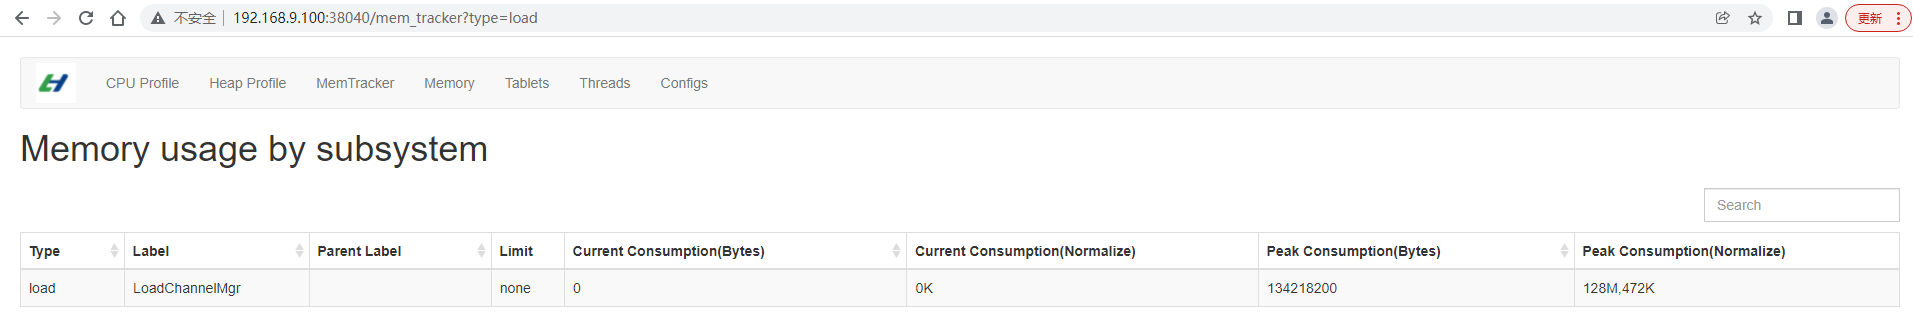 不安全 192.168.9.100:38040/mem_tracker?type=load 更新
CPU Profile Heap Profile MemTracker Memory Tablets Threads Configs
Memory usage by subsystem
Search
Type Label Parent Label Limit Current Consumption(Bytes) Current Consumption(Normalize) Peak Consumption(Bytes) Peak Consumption(Normalize)
load LoadChannelMgr none 0 0K 134218200 128M,472K